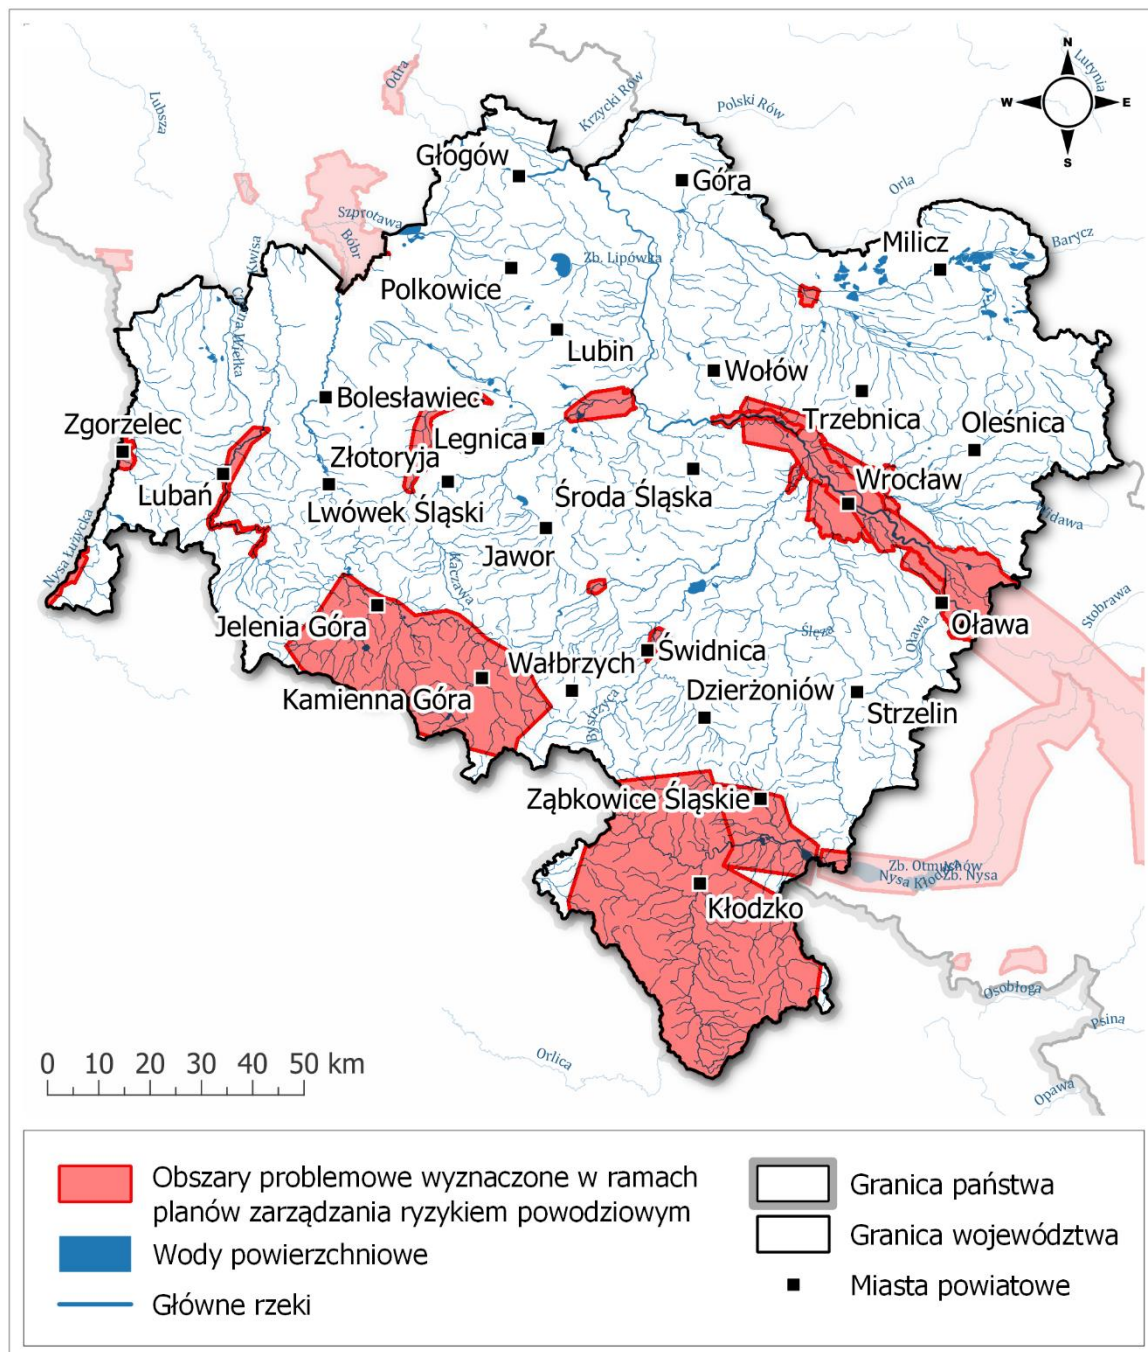 N
W
E
S
Odra
Lubsza
Krzycki Rów
Polski Rów
Lutynia
Głogów
Góra
Orla
Szprotawa
Bóbr
Kwisa
Milicz
Barycz
Polkowice
Zb. Lipówka
Czerna Wielka
Lubin
Wołów
Bolesławiec
Trzebnica
Zgorzelec
Legnica
Oleśnica
Złotoryja
Lubań
Wrocław
Lwówek Śląski
Środa Śląska
Widawa
Jawor
Nysa Łużycka
Kaczawa
Stobrawa
Jelenia Góra
Ślęza
Oława
Oława
Wałbrzych
Świdnica
Kamienna Góra
Dzierżoniów
Bystrzyca
Strzelin
Ząbkowice Śląskie
Zb. Otmuchów
Nysa Kłodzka
Zb. Nysa
Kłodzko
Osobłoga
Psina
Orlica
Opawa
0 10 20 30 40 50 km
Obszary problemowe wyznaczone w ramach
planów zarządzania ryzykiem powodziowym
Wody powierzchniowe
Główne rzeki
Granica państwa
Granica województwa
Miasta powiatowe